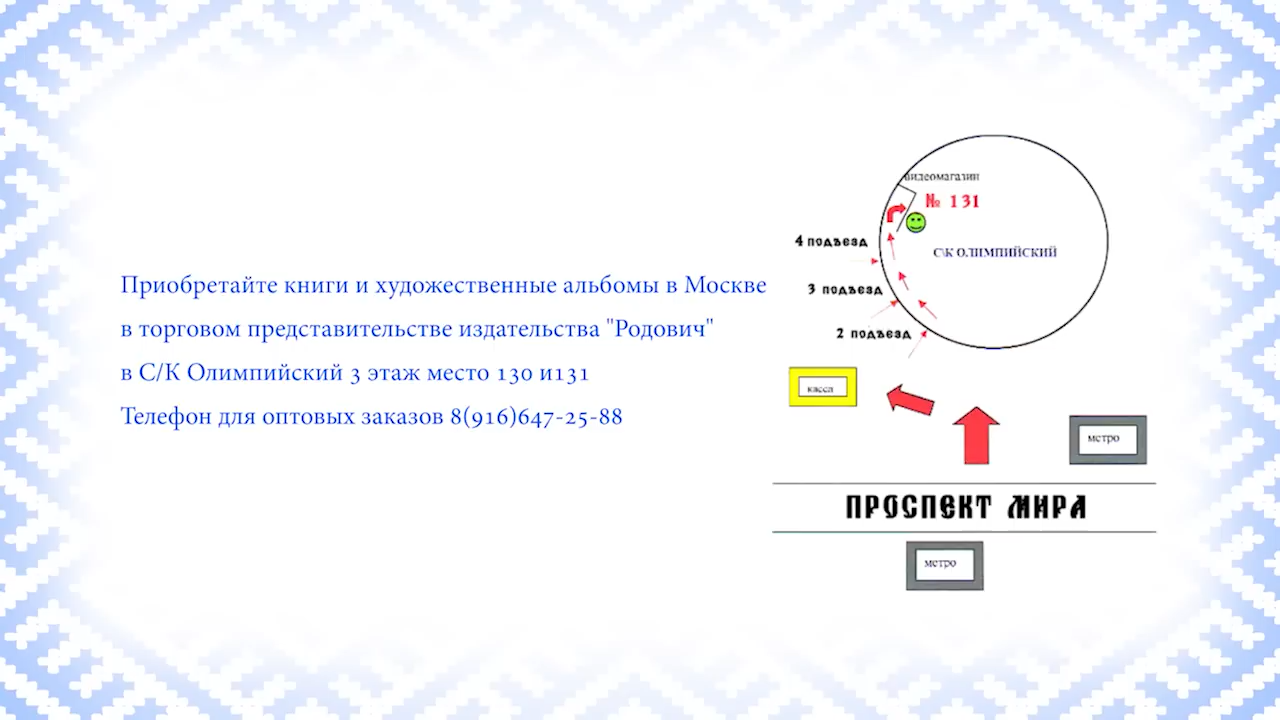 Приобретайте книги и художественные альбомы в Москве
в торговом представительстве издательства "Родович"
в С/К Олимпийский 3 этаж место 130 и131
Телефон для оптовых заказов 8(916)647-25-88
видеомагазин
№ 131
4 подъезд
С\К ОЛИМПИЙСКИЙ
3 подъезд
2 подъезд
касса
метро
ПРОСПЕКТ МИРА
метро